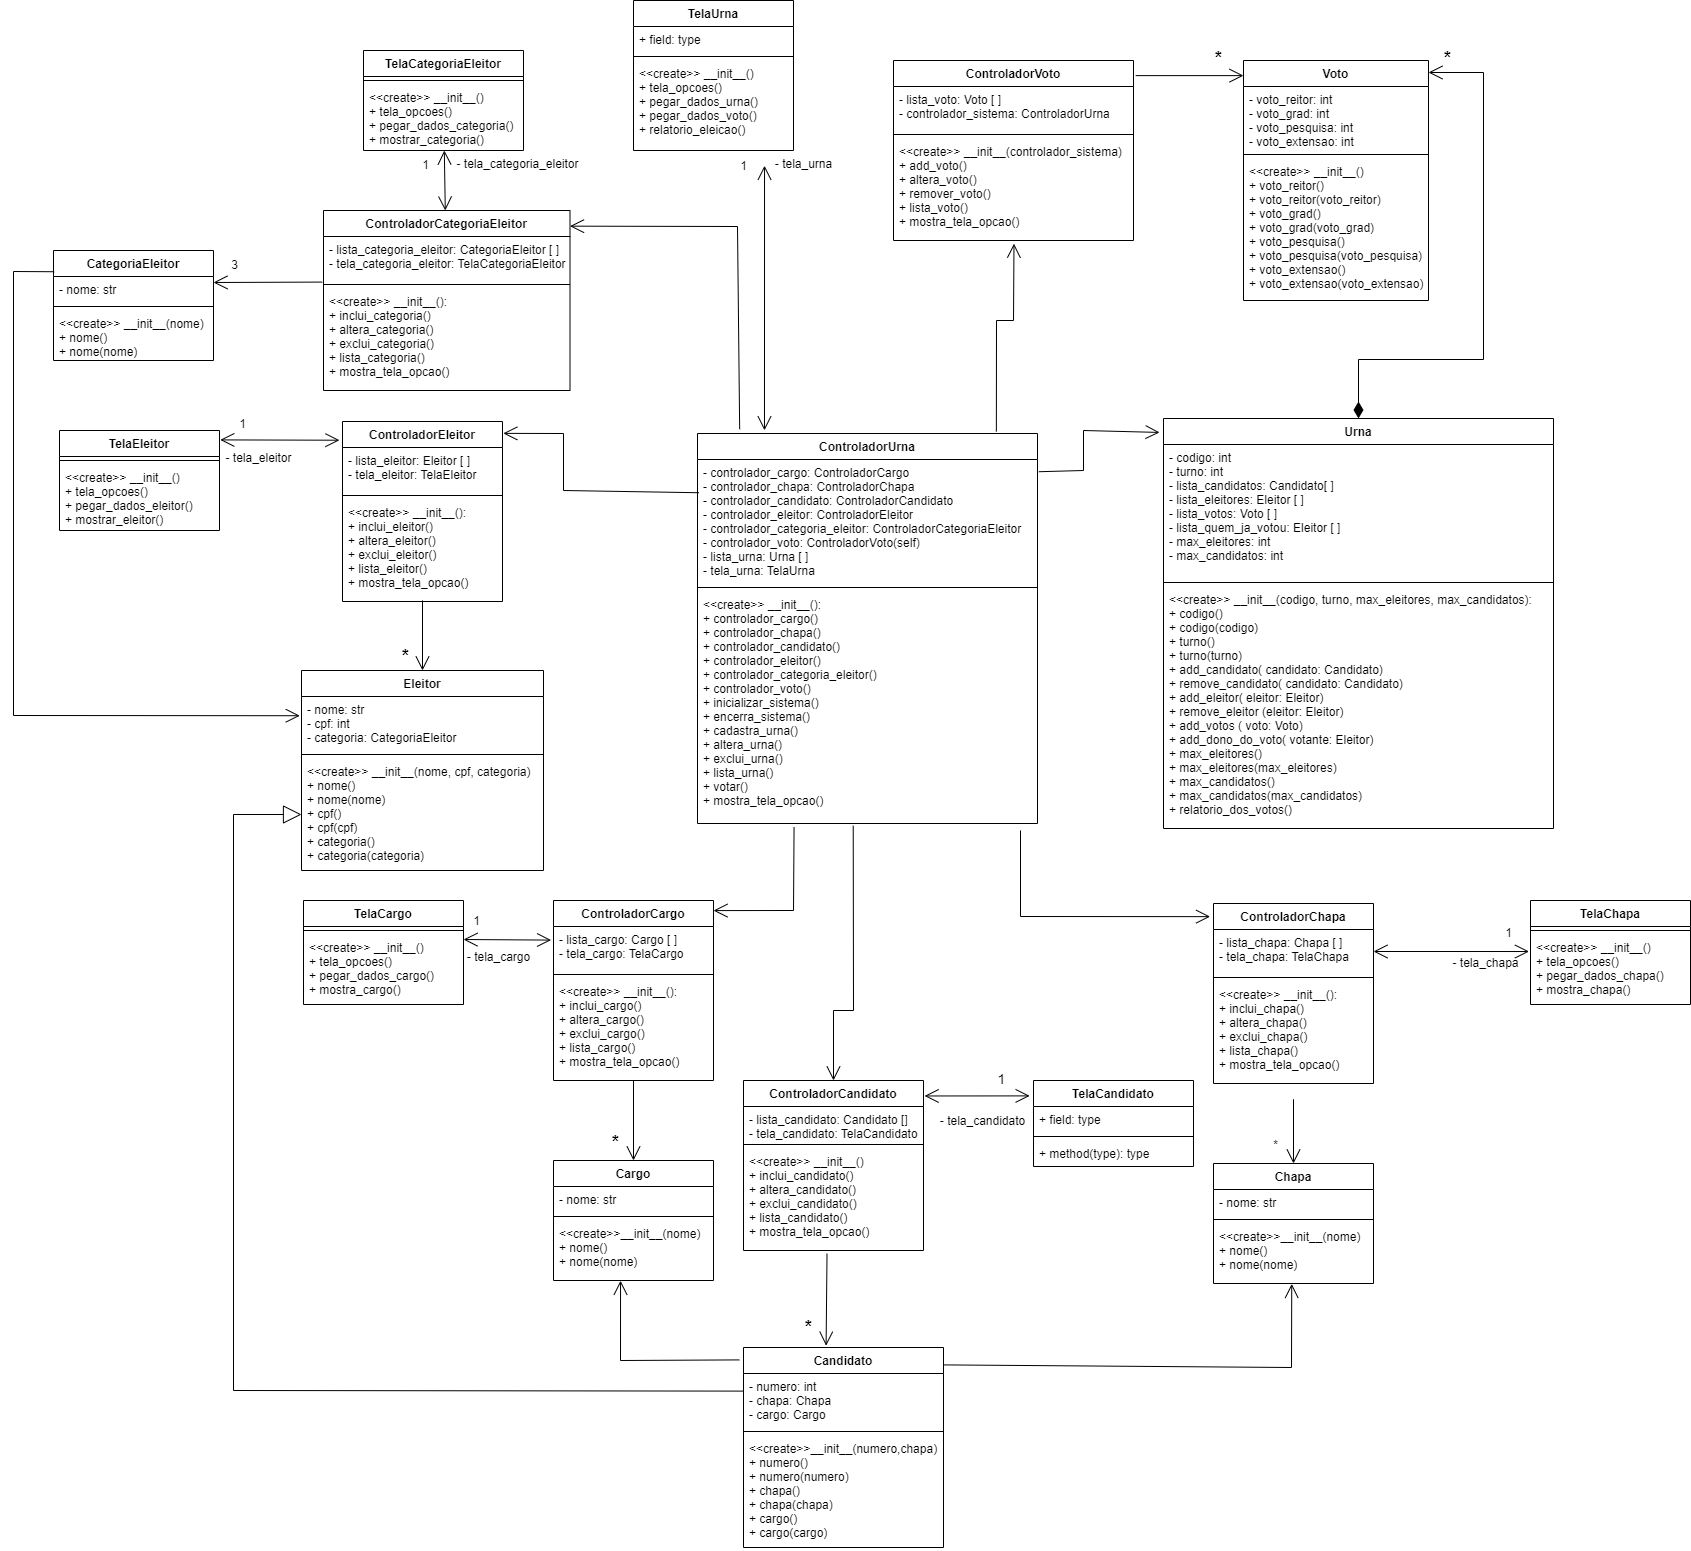 TelaUrna
+ field: type
<<create>> __init__()
+ tela_opcoes()
+ pegar_dados_urna()
+ pegar_dados_voto()
+ relatorio_eleicao()
1
- tela_urna
TelaCategoriaEleitor
<<create>> __init__()
+ tela_opcoes()
+ pegar_dados_categoria()
+ mostrar_categoria()
1
- tela_categoria_eleitor
ControladorVoto
- lista_voto: Voto [ ]
- controlador_sistema: ControladorUrna
<<create>> __init__(controlador_sistema)
+ add_voto()
+ altera_voto()
+ remover_voto()
+ lista_voto()
+ mostra_tela_opcao()
*
Voto
- voto_reitor: int
- voto_grad: int
- voto_pesquisa: int
- voto_extensao: int
<<create>> __init__()
+ voto_reitor()
+ voto_reitor(voto_reitor)
+ voto_grad()
+ voto_grad(voto_grad)
+ voto_pesquisa()
+ voto_pesquisa(voto_pesquisa)
+ voto_extensao()
+ voto_extensao(voto_extensao)
*
ControladorCategoriaEleitor
- lista_categoria_eleitor: CategoriaEleitor [ ]
- tela_categoria_eleitor: TelaCategoriaEleitor
<<create>> __init__():
+ inclui_categoria()
+ altera_categoria()
+ exclui_categoria()
+ lista_categoria()
+ mostra_tela_opcao()
3
CategoriaEleitor
- nome: str
<<create>> __init__(nome)
+ nome()
+ nome(nome)
TelaEleitor
<<create>> __init__()
+ tela_opcoes()
+ pegar_dados_eleitor()
+ mostrar_eleitor()
1
- tela_eleitor
ControladorEleitor
- lista_eleitor: Eleitor [ ]
- tela_eleitor: TelaEleitor
<<create>> __init__():
+ inclui_eleitor()
+ altera_eleitor()
+ exclui_eleitor()
+ lista_eleitor()
+ mostra_tela_opcao()
*
ControladorUrna
- controlador_cargo: ControladorCargo
- controlador_chapa: ControladorChapa
- controlador_candidato: ControladorCandidato
- controlador_eleitor: ControladorEleitor
- controlador_categoria_eleitor: ControladorCategoriaEleitor
- controlador_voto: ControladorVoto(self)
- lista_urna: Urna [ ]
- tela_urna: TelaUrna
<<create>> __init__():
+ controlador_cargo()
+ controlador_chapa()
+ controlador_candidato()
+ controlador_eleitor()
+ controlador_categoria_eleitor()
+ controlador_voto()
+ inicializar_sistema()
+ encerra_sistema()
+ cadastra_urna()
+ altera_urna()
+ exclui_urna()
+ lista_urna()
+ votar()
+ mostra_tela_opcao()
Urna
- codigo: int
- turno: int
- lista_candidatos: Candidato[ ]
- lista_eleitores: Eleitor [ ]
- lista_votos: Voto [ ]
- lista_quem_ja_votou: Eleitor [ ]
- max_eleitores: int
- max_candidatos: int
<<create>> __init__(codigo, turno, max_eleitores, max_candidatos):
+ codigo()
+ codigo(codigo)
+ turno()
+ turno(turno)
+ add_candidato( candidato: Candidato)
+ remove_candidato( candidato: Candidato)
+ add_eleitor( eleitor: Eleitor)
+ remove_eleitor (eleitor: Eleitor)
+ add_votos ( voto: Voto)
+ add_dono_do_voto( votante: Eleitor)
+ max_eleitores()
+ max_eleitores(max_eleitores)
+ max_candidatos()
+ max_candidatos(max_candidatos)
+ relatorio_dos_votos()
Eleitor
- nome: str
- cpf: int
- categoria: CategoriaEleitor
<<create>> __init__(nome, cpf, categoria)
+ nome()
+ nome(nome)
+ cpf()
+ cpf(cpf)
+ categoria()
+ categoria(categoria)
TelaCargo
<<create>> __init__()
+ tela_opcoes()
+ pegar_dados_cargo()
+ mostra_cargo()
1
- tela_cargo
ControladorCargo
- lista_cargo: Cargo [ ]
- tela_cargo: TelaCargo
<<create>> __init__():
+ inclui_cargo()
+ altera_cargo()
+ exclui_cargo()
+ lista_cargo()
+ mostra_tela_opcao()
*
ControladorChapa
- lista_chapa: Chapa [ ]
- tela_chapa: TelaChapa
<<create>> __init__():
+ inclui_chapa()
+ altera_chapa()
+ exclui_chapa()
+ lista_chapa()
+ mostra_tela_opcao()
1
- tela_chapa
TelaChapa
<<create>> __init__()
+ tela_opcoes()
+ pegar_dados_chapa()
+ mostra_chapa()
*
ControladorCandidato
- lista_candidato: Candidato []
- tela_candidato: TelaCandidato
<<create>> __init__()
+ inclui_candidato()
+ altera_candidato()
+ exclui_candidato()
+ lista_candidato()
+ mostra_tela_opcao()
1
- tela_candidato
TelaCandidato
+ field: type
+ method(type): type
Cargo
- nome: str
<<create>>__init__(nome)
+ nome()
+ nome(nome)
Chapa
- nome: str
<<create>>__init__(nome)
+ nome()
+ nome(nome)
*
Candidato
- numero: int
- chapa: Chapa
- cargo: Cargo
<<create>>__init__(numero,chapa)
+ numero()
+ numero(numero)
+ chapa()
+ chapa(chapa)
+ cargo()
+ cargo(cargo)